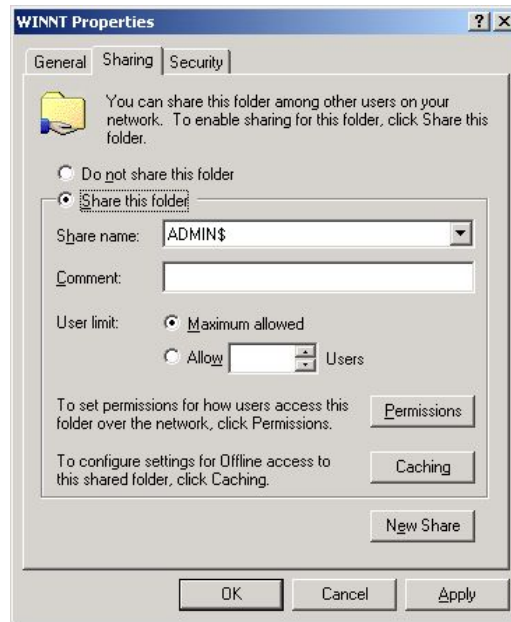 WINNT Properties
General Sharing Security
You can share this folder among other users on your
network. To enable sharing for this folder, click Share this
folder.
Do not share this folder
Share this folder
Share name: ADMIN$
Comment:
User limit: Maximum allowed
Allow Users
To set permissions for how users access this
folder over the network, click Permissions.
Permissions
To configure settings for Offline access to
this shared folder, click Caching.
Caching
New Share
OK Cancel Apply